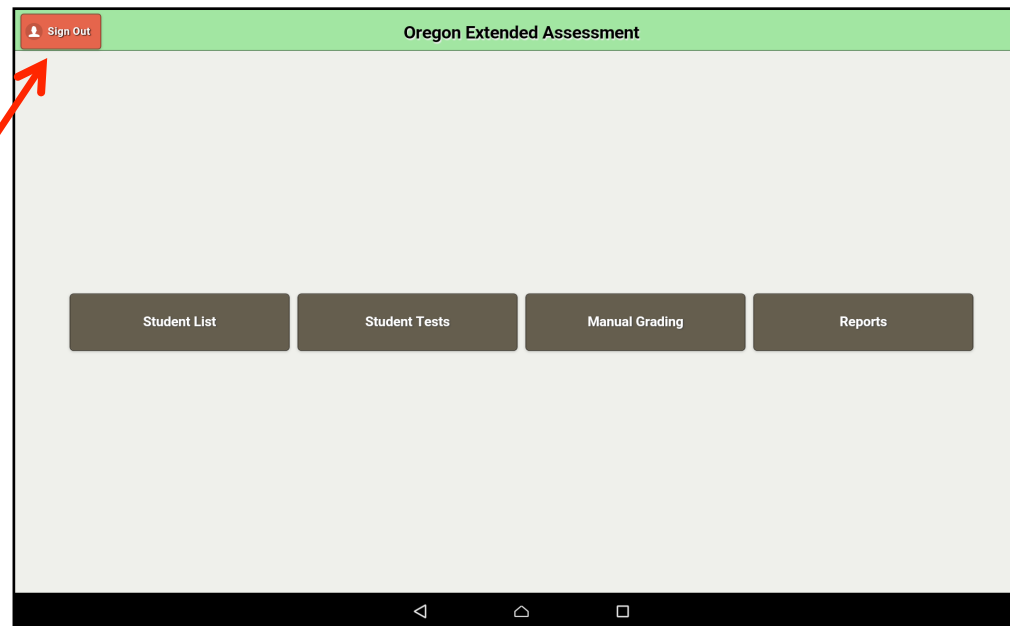 Sign Out
Oregon Extended Assessment
Student List
Student Tests
Manual Grading
Reports